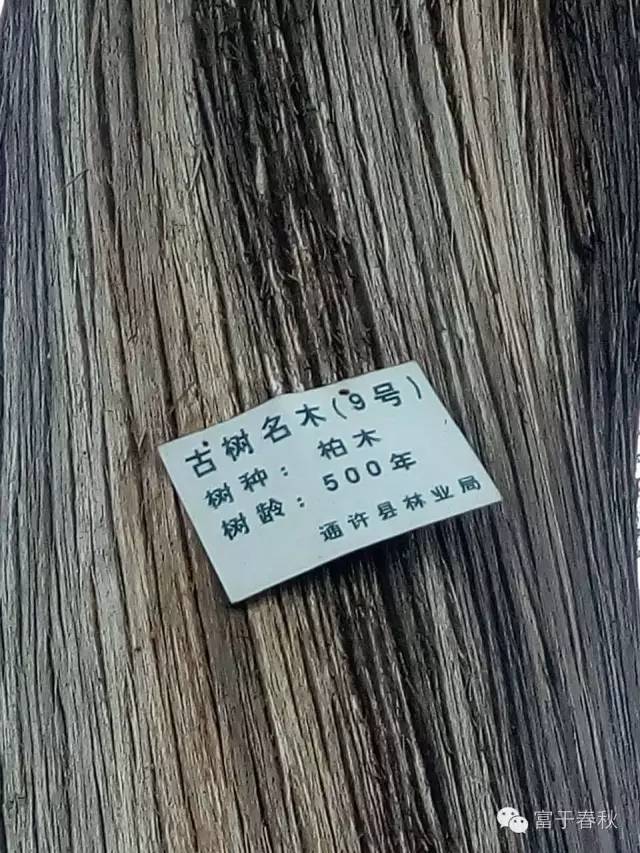 古树名木(9号)
树种：柏木
树龄：500年
通许县林业局
富于春秋